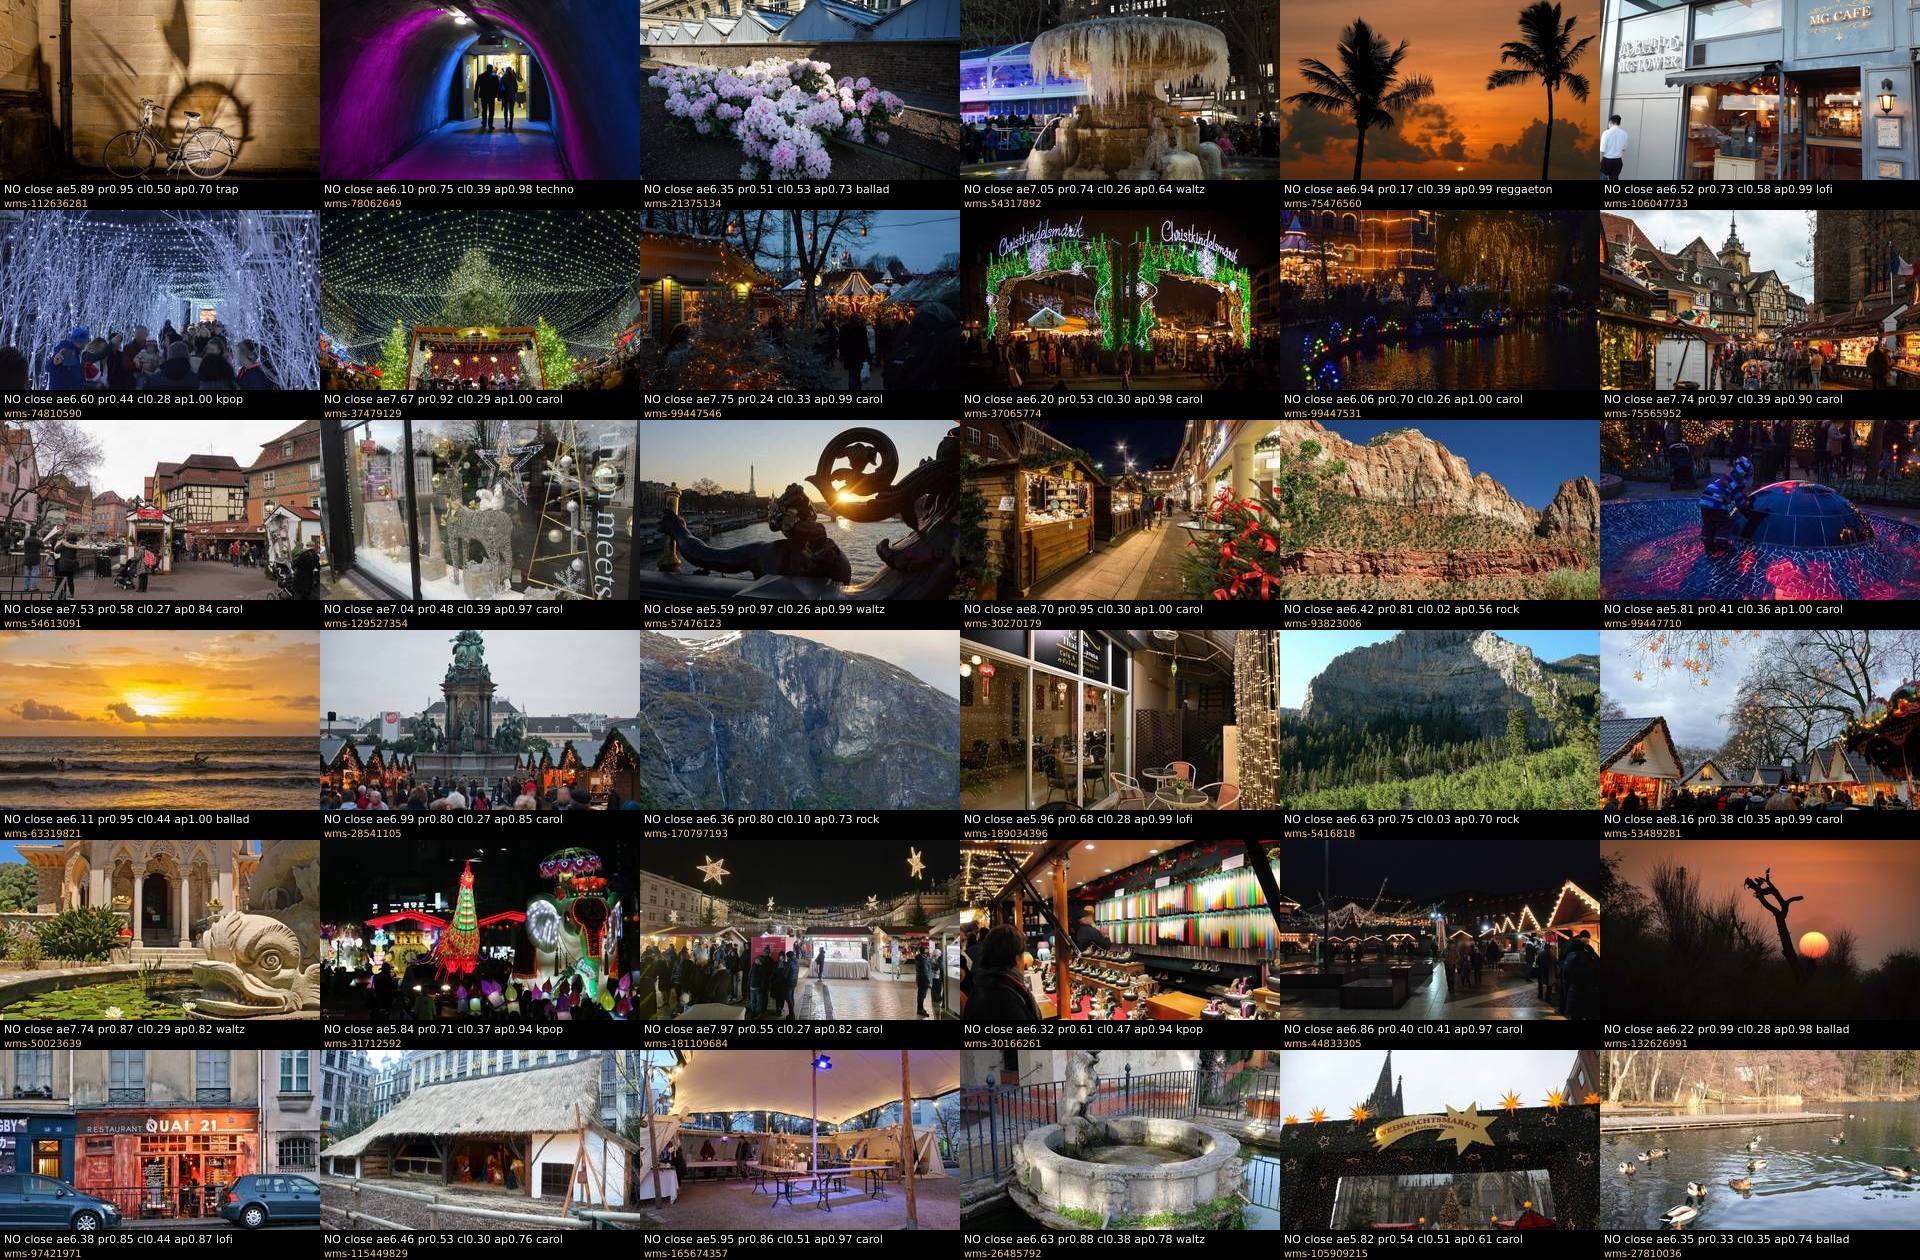 MG CAFE
MGSTOWER
NO close ae5.89 pr0.95 cl0.50 ap0.70 trap
wms-112636281
NO close ae6.10 pr0.75 cl0.39 ap0.98 techno
wms-78062649
NO close ae6.35 pr0.51 cl0.53 ap0.73 ballad
wms-21375134
NO close ae7.05 pr0.74 cl0.26 ap0.64 waltz
wms-54317892
NO close ae6.94 pr0.17 cl0.39 ap0.99 reggaeton
wms-75476560
NO close ae6.52 pr0.73 cl0.58 ap0.99 lofi
wms-106047733
Christkindelsmärik
Christkindelsmärik
NO close ae6.60 pr0.44 cl0.28 ap1.00 kpop
wms-74810590
NO close ae7.67 pr0.92 cl0.29 ap1.00 carol
wms-37479129
NO close ae7.75 pr0.24 cl0.33 ap0.99 carol
wms-99447546
NO close ae6.20 pr0.53 cl0.30 ap0.98 carol
wms-37065774
NO close ae6.06 pr0.70 cl0.26 ap1.00 carol
wms-99447531
NO close ae7.74 pr0.97 cl0.39 ap0.90 carol
wms-75565952
meets
NO close ae7.53 pr0.58 cl0.27 ap0.84 carol
wms-54613091
NO close ae7.04 pr0.48 cl0.39 ap0.97 carol
wms-129527354
NO close ae5.59 pr0.97 cl0.26 ap0.99 waltz
wms-57476123
NO close ae8.70 pr0.95 cl0.30 ap1.00 carol
wms-30270179
NO close ae6.42 pr0.81 cl0.02 ap0.56 rock
wms-93823006
NO close ae5.81 pr0.41 cl0.36 ap1.00 carol
wms-99447710
NO close ae6.11 pr0.95 cl0.44 ap1.00 ballad
wms-63319821
NO close ae6.99 pr0.80 cl0.27 ap0.85 carol
wms-28541105
NO close ae6.36 pr0.80 cl0.10 ap0.73 rock
wms-170797193
NO close ae5.96 pr0.68 cl0.28 ap0.99 lofi
wms-189034396
NO close ae6.63 pr0.75 cl0.03 ap0.70 rock
wms-5416818
NO close ae8.16 pr0.38 cl0.35 ap0.99 carol
wms-53489281
NO close ae7.74 pr0.87 cl0.29 ap0.82 waltz
wms-50023639
NO close ae5.84 pr0.71 cl0.37 ap0.94 kpop
wms-31712592
NO close ae7.97 pr0.55 cl0.27 ap0.82 carol
wms-181109684
NO close ae6.32 pr0.61 cl0.47 ap0.94 kpop
wms-30166261
NO close ae6.86 pr0.40 cl0.41 ap0.97 carol
wms-44833305
NO close ae6.22 pr0.99 cl0.28 ap0.98 ballad
wms-132626991
GBY
RESTAURANT QUAI 21
WEIHNACHTSMARKT
am Kölner Dom
NO close ae6.38 pr0.85 cl0.44 ap0.87 lofi
wms-97421971
NO close ae6.46 pr0.53 cl0.30 ap0.76 carol
wms-115449829
NO close ae5.95 pr0.86 cl0.51 ap0.97 carol
wms-165674357
NO close ae6.63 pr0.88 cl0.38 ap0.78 waltz
wms-26485792
NO close ae5.82 pr0.54 cl0.51 ap0.61 carol
wms-105909215
NO close ae6.35 pr0.33 cl0.35 ap0.74 ballad
wms-27810036